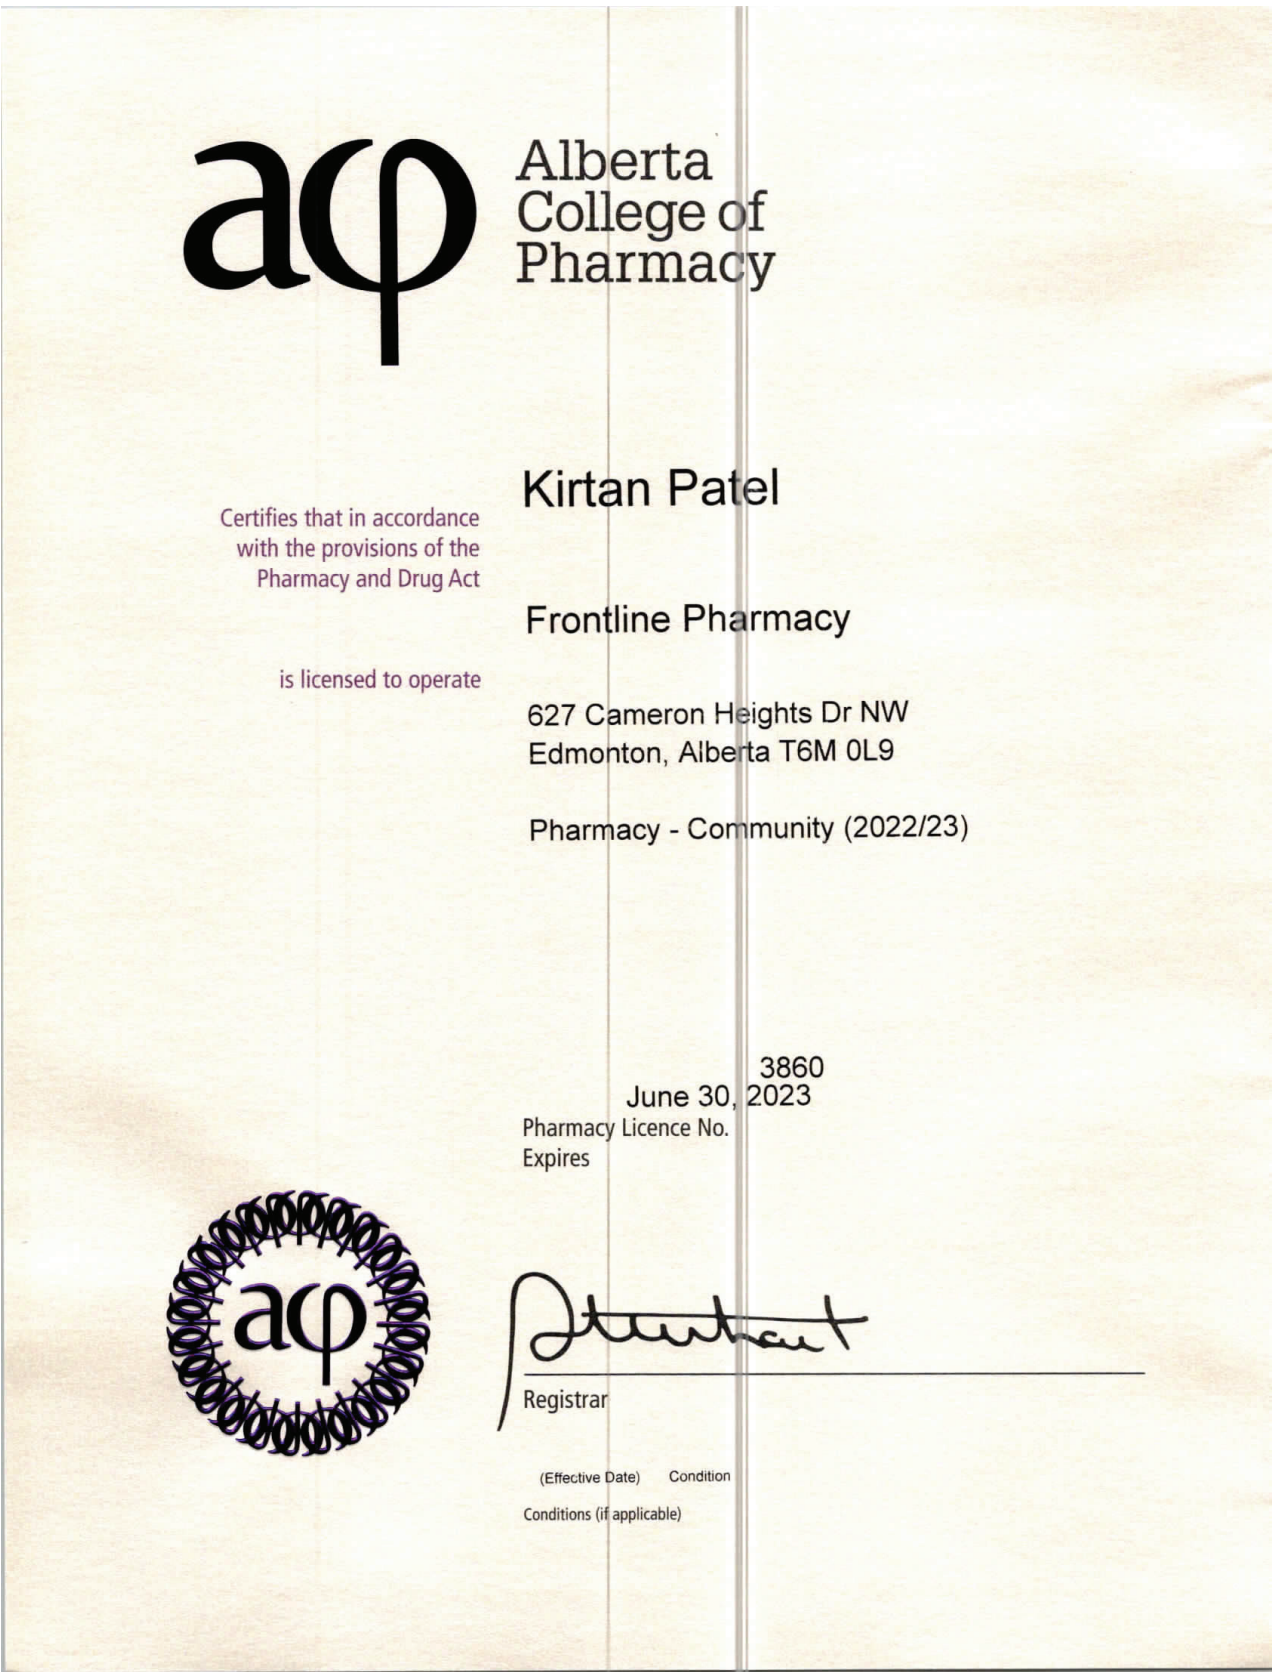 acp
Alberta
College of
Pharmacy
Kirtan Patel
Certifies that in accordance
with the provisions of the
Pharmacy and Drug Act
Frontline Pharmacy
is licensed to operate
627 Cameron Heights Dr NW
Edmonton, Alberta T6M 0L9
Pharmacy - Community (2022/23)
3860
June 30, 2023
Pharmacy Licence No.
Expires
acp
Registrar
(Effective Date) Condition
Conditions (if applicable)